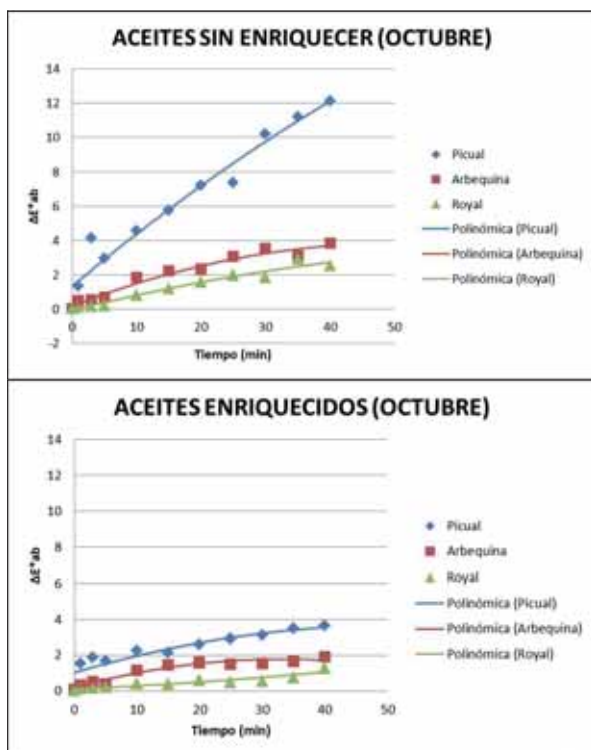 ACEITES SIN ENRIQUECER (OCTUBRE)
14
12
10
8
6
4
2
0
-2
ΔE*ab
0
10
20
30
40
50
Tiempo (min)
Picual
Arbequina
Royal
Polinómica (Picual)
Polinómica (Arbequina)
Polinómica (Royal)
ACEITES ENRIQUECIDOS (OCTUBRE)
14
12
10
8
6
4
2
0
ΔE*ab
0
10
20
30
40
50
Tiempo (min)
Picual
Arbequina
Royal
Polinómica (Picual)
Polinómica (Arbequina)
Polinómica (Royal)